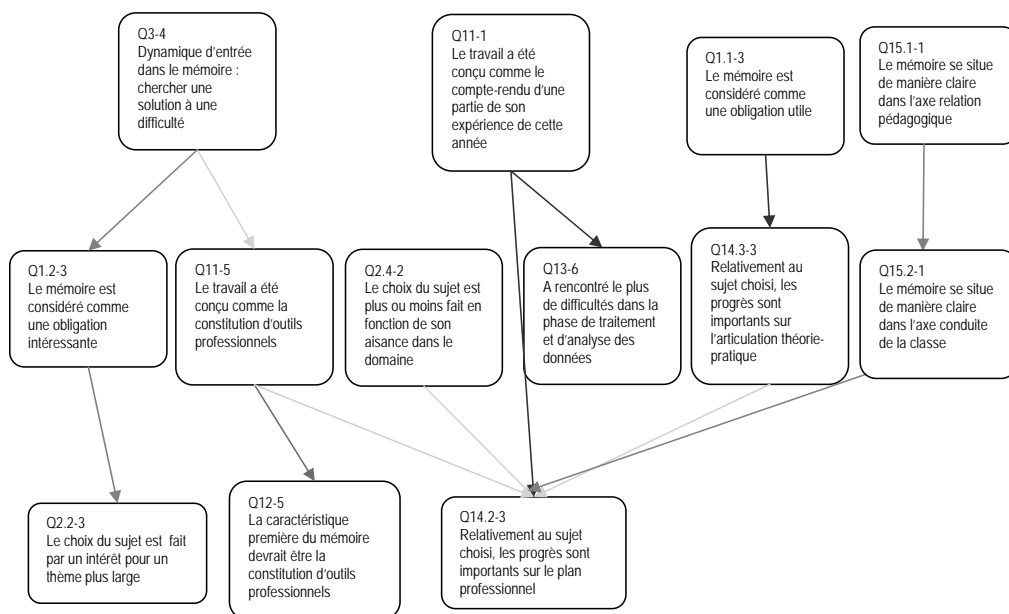 Q3-4
Dynamique d'entrée
dans le mémoire :
chercher une
solution à une
difficulté
Q11-1
Le travail a été
conçu comme le
compte-rendu d'une
partie de son
expérience de cette
année
Q1.1-3
Le mémoire est
considéré comme
une obligation utile
Q15.1-1
Le mémoire se situe
de manière claire
dans l'axe relation
pédagogique
Q1.2-3
Le mémoire est
considéré comme
une obligation
intéressante
Q11-5
Le travail a été
conçu comme la
constitution d'outils
professionnels
Q2.4-2
Le choix du sujet est
plus ou moins fait en
fonction de son
aisance dans le
domaine
Q13-6
A rencontré le plus
de difficultés dans la
phase de traitement
et d'analyse des
données
Q14.3-3
Relativement au
sujet choisi, les
progrès sont
importants sur
l'articulation théorie-
pratique
Q15.2-1
Le mémoire se situe
de manière claire
dans l'axe conduite
de la classe
Q2.2-3
Le choix du sujet est fait
par un intérêt pour un
thème plus large
Q12-5
La caractéristique
première du mémoire
devrait être la
constitution d'outils
professionnels
Q14.2-3
Relativement au sujet
choisi, les progrès sont
importants sur le plan
professionnel